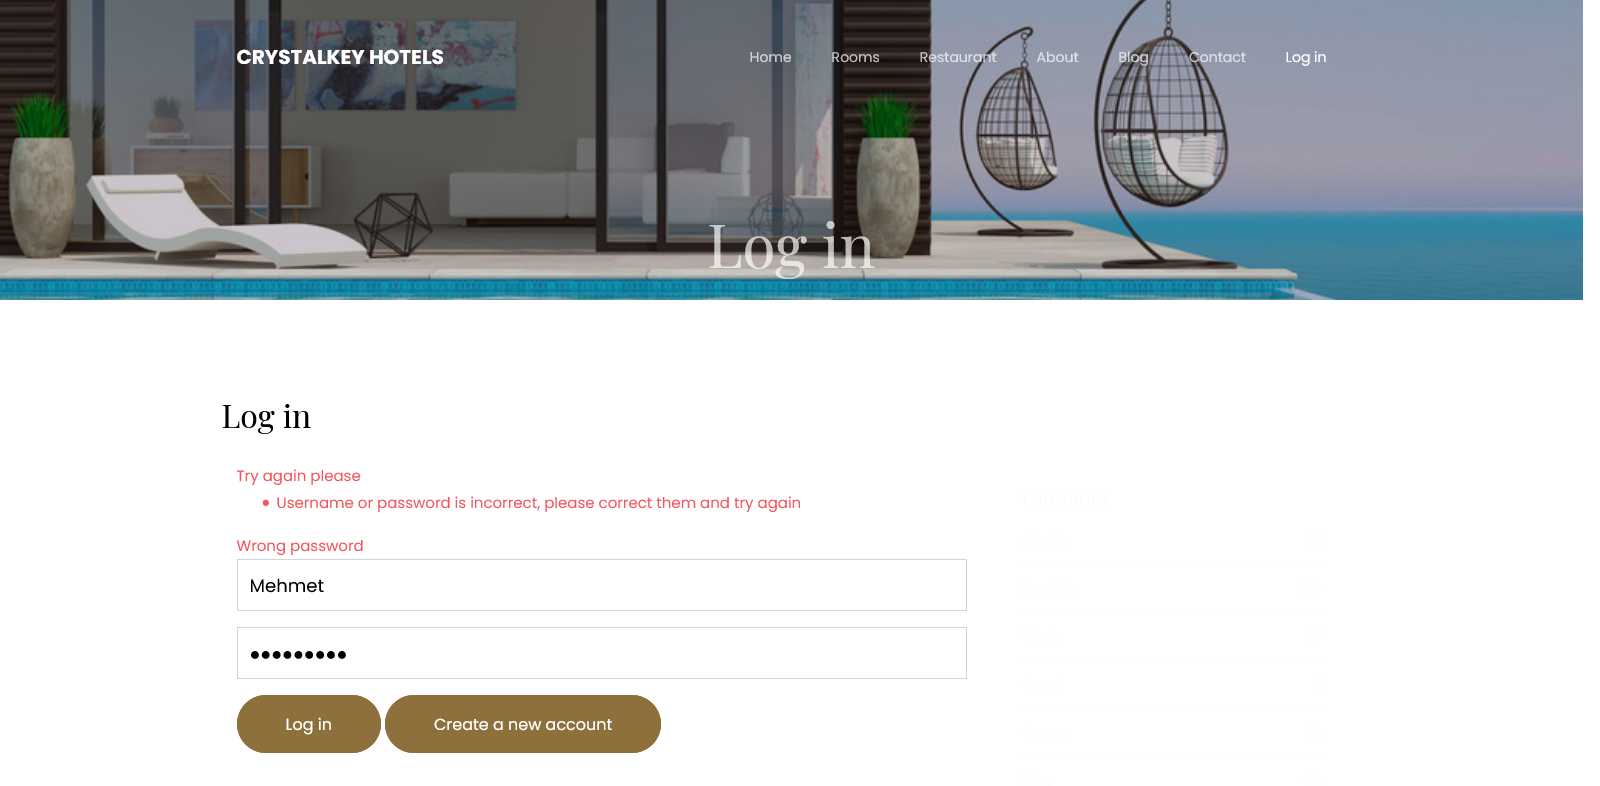 CRYSTALKEY HOTELS
Home Rooms Restaurant About Blog Contact Log in
Log in
Log in
Try again please
Username or password is incorrect, please correct them and try again
Wrong password
Mehmet
Log in Create a new account
Categories